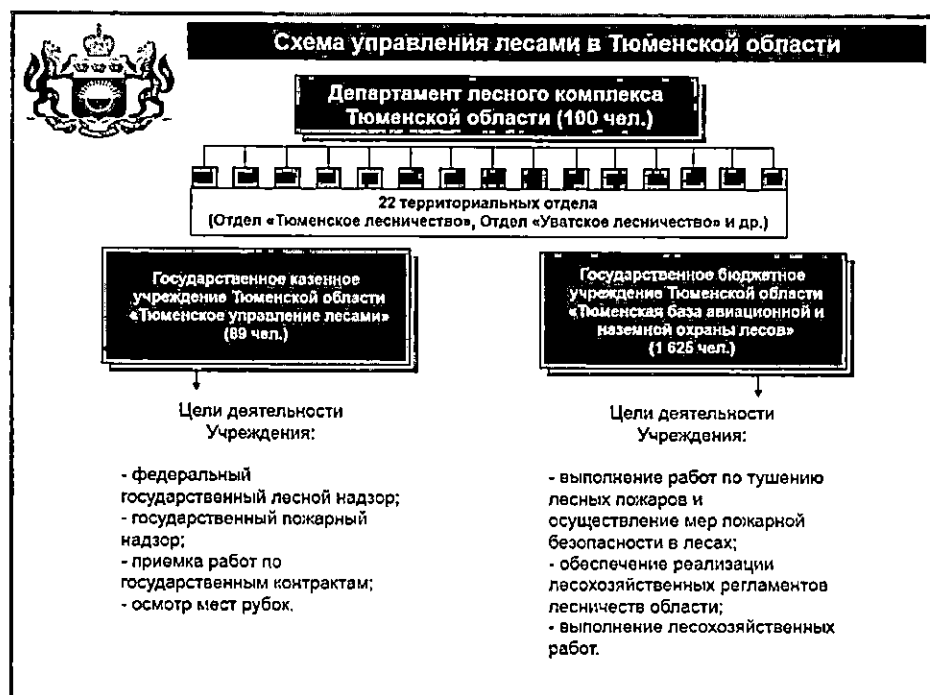 Схема управления лесами в Тюменской области
Департамент лесного комплекса
Тюменской области (100 чел.)
22 территориальных отдела
(Отдел «Тюменское лесничество», Отдел «Уватское лесничество» и др.)
Государственное казенное
учреждение Тюменской области
«Тюменское управление лесами»
(89 чел.)
Цели деятельности
Учреждения:
- федеральный
государственный лесной надзор;
- государственный пожарный
надзор;
- приемка работ по
государственным контрактам;
- осмотр мест рубок.
Государственное бюджетное
учреждение Тюменской области
«Тюменская база авиационной и
наземной охраны лесов»
(1 625 чел.)
Цели деятельности
Учреждения:
- выполнение работ по тушению
лесных пожаров и
осуществление мер пожарной
безопасности в лесах;
- обеспечение реализации
лесохозяйственных регламентов
лесничеств области;
- выполнение лесохозяйственных
работ.